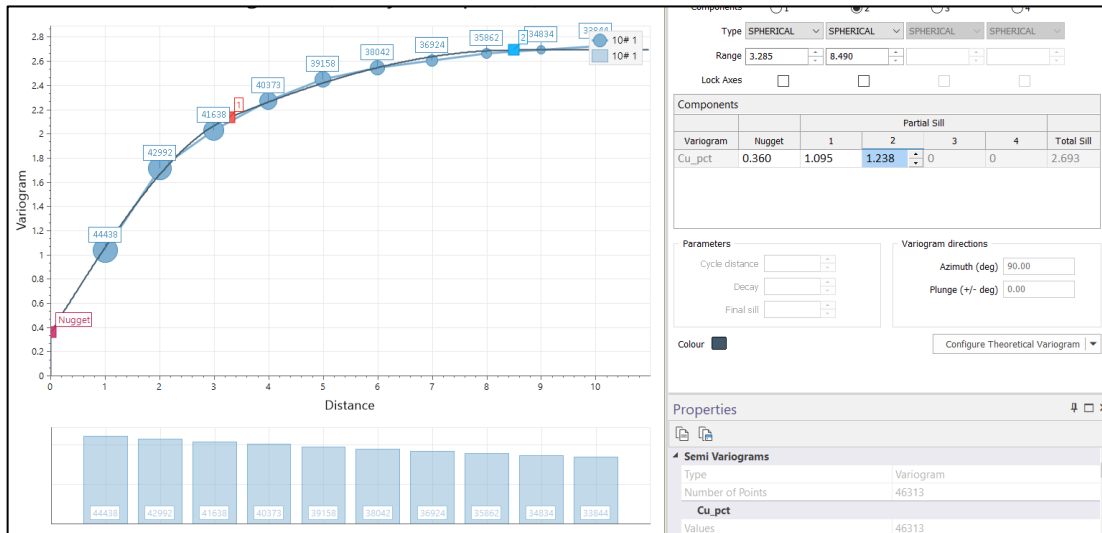 Components 1 2 3 4
Type SPHERICAL SPHERICAL SPHERICAL SPHERICAL
Range 3.285 8.490
Lock Axes
Components
Partial Sill
Variogram Nugget 1 2 3 4 Total Sill
Cu_pct 0.360 1.095 1.238 0 0 2.693
Parameters
Cycle distance
Decay
Final sill
Variogram directions
Azimuth (deg) 90.00
Plunge (+/- deg) 0.00
Colour
Configure Theoretical Variogram
Properties
Semi Variograms
Type Variogram
Number of Points 46313
Cu_pct
Values 46313
Variogram
2.8
2.6
2.4
2.2
2
1.8
1.6
1.4
1.2
1
0.8
0.6
0.4
0.2
0
Nugget
44438
42992
41638
1
40373
39158
38042
36924
35862
2
34834
33844
10# 1
10# 1
0 1 2 3 4 5 6 7 8 9 10
Distance
44438 42992 41638 40373 39158 38042 36924 35862 34834 33844